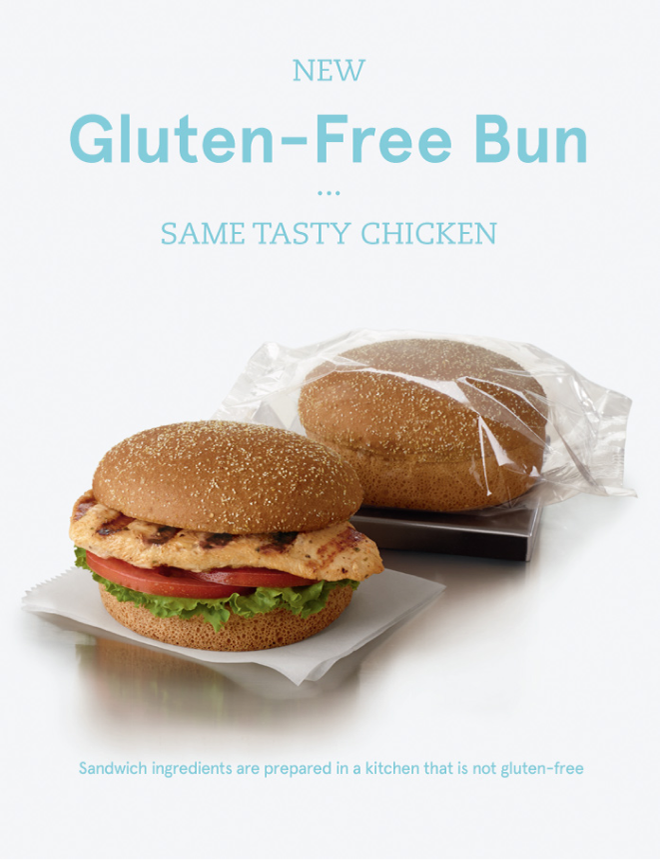 NEW
Gluten-Free Bun
...
SAME TASTY CHICKEN
Sandwich ingredients are prepared in a kitchen that is not gluten-free